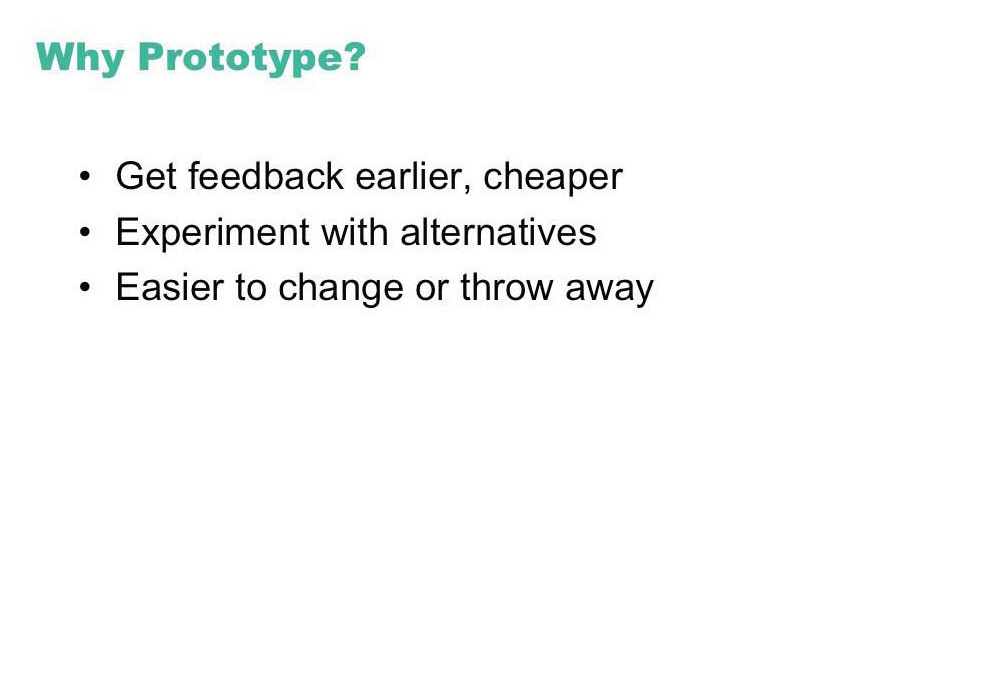 Why Prototype?
• Get feedback earlier, cheaper
• Experiment with alternatives
• Easier to change or throw away